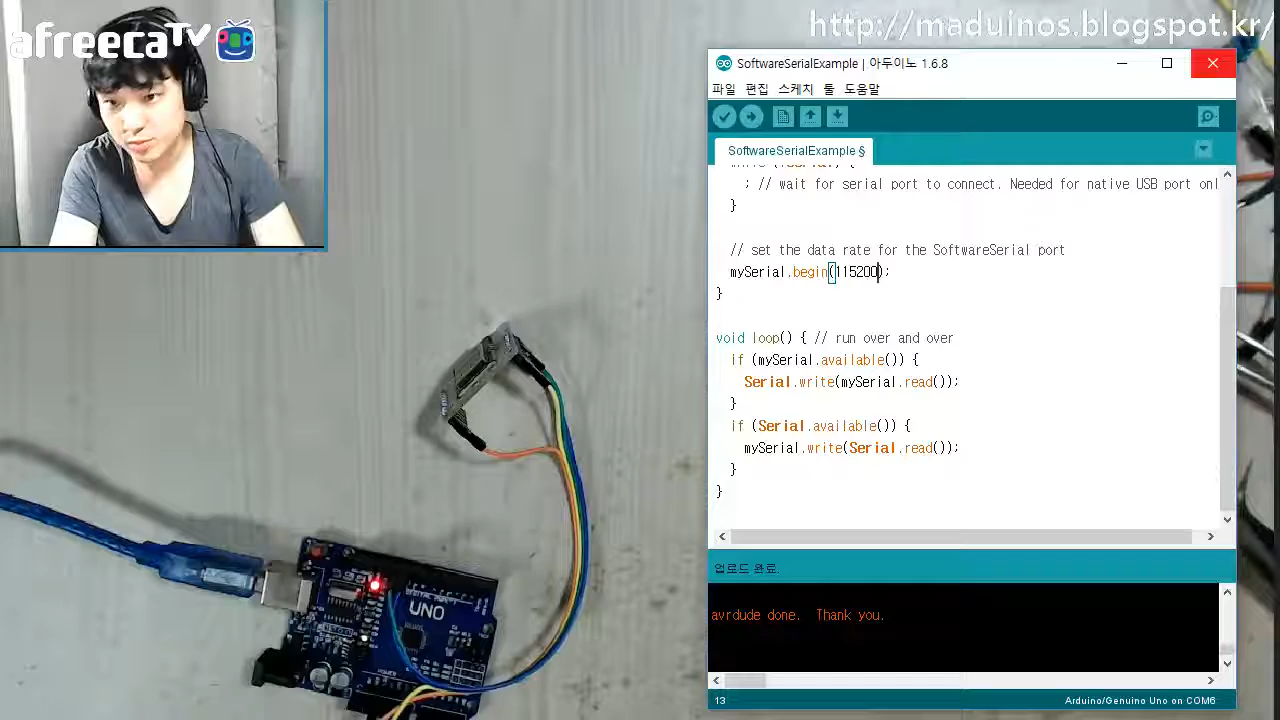 afreecaTV
http://maduinos.blogspot.kr/
SoftwareSerialExample | 아두이노 1.6.8
파일 편집 스케치 툴 도움말
SoftwareSerialExample §
; // wait for serial port to connect. Needed for native USB port onl
}
// set the data rate for the SoftwareSerial port
mySerial.begin(115200);
}
void loop() { // run over and over
if (mySerial.available()) {
Serial.write(mySerial.read());
}
if (Serial.available()) {
mySerial.write(Serial.read());
}
}
업로드 완료.
avrdude done. Thank you.
13
Arduino/Genuino Uno on COM6
UNO